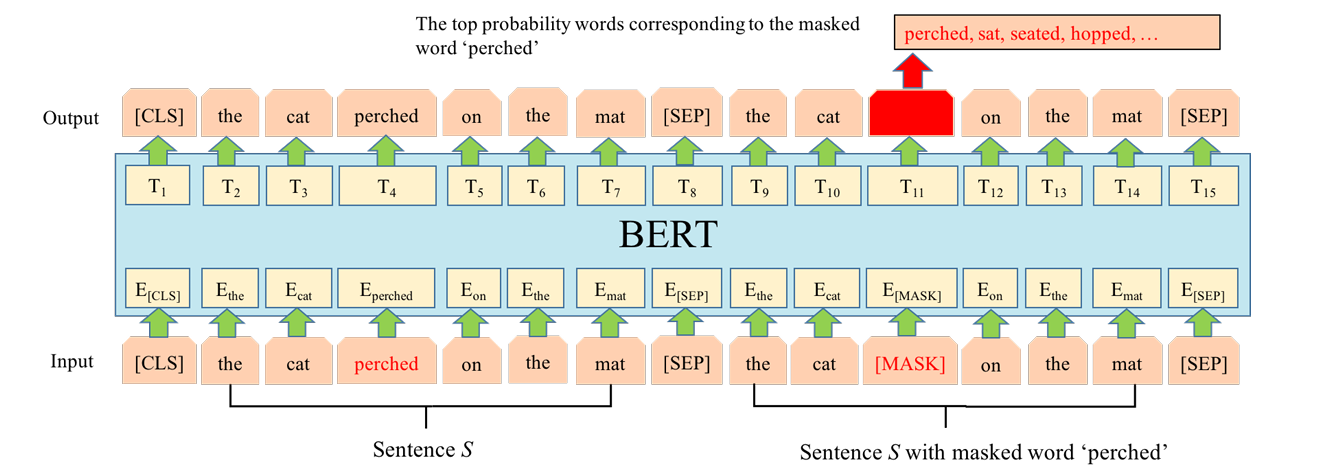 The top probability words corresponding to the masked
word ‘perched’
perched, sat, seated, hopped, …
Output [CLS] the cat perched on the mat [SEP] the cat on the mat [SEP]
T1 T2 T3 T4 T5 T6 T7 T8 T9 T10 T11 T12 T13 T14 T15
BERT
E[CLS] Ethe Ecat Eperched Eon Ethe Emat E[SEP] Ethe Ecat E[MASK] Eon Ethe Emat E[SEP]
Input [CLS] the cat perched on the mat [SEP] the cat [MASK] on the mat [SEP]
Sentence S
Sentence S with masked word ‘perched’